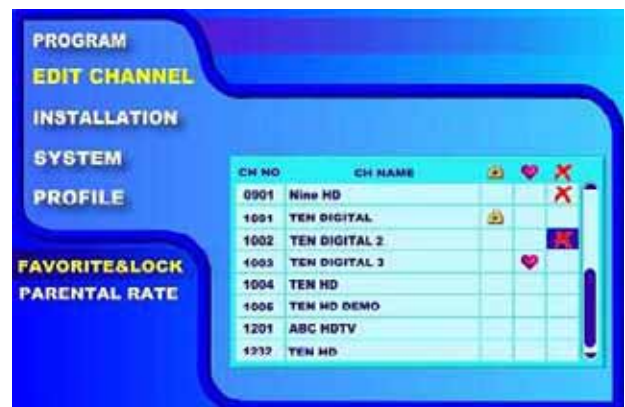 PROGRAM
EDIT CHANNEL
INSTALLATION
SYSTEM
PROFILE
FAVORITE&LOCK
PARENTAL RATE
CH NO CH NAME
0901 Nine HD
1001 TEN DIGITAL
1002 TEN DIGITAL 2
1003 TEN DIGITAL 3
1004 TEN HD
1005 TEN HD DEMO
1201 ABC HDTV
1232 TEN HD